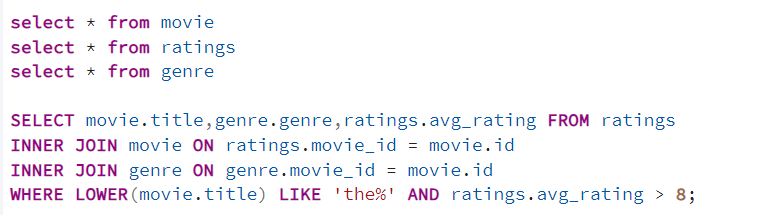 select * from movie
select * from ratings
select * from genre
SELECT movie.title,genre.genre,ratings.avg_rating FROM ratings
INNER JOIN movie ON ratings.movie_id = movie.id
INNER JOIN genre ON genre.movie_id = movie.id
WHERE LOWER(movie.title) LIKE 'the%' AND ratings.avg_rating > 8;